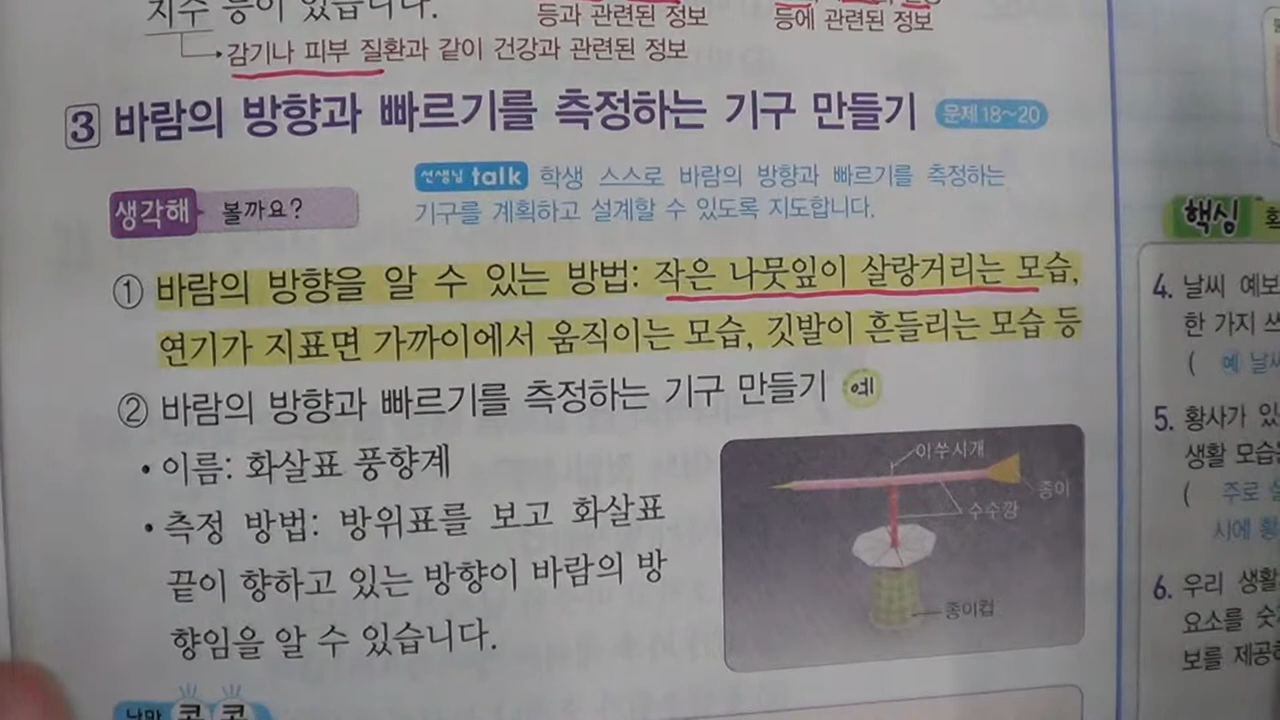 지수 등이 있습니다.
등과 관련된 정보
등에 관련된 정보
감기나 피부 질환과 같이 건강과 관련된 정보
3 바람의 방향과 빠르기를 측정하는 기구 만들기 문제 18~20
선생님 talk 학생 스스로 바람의 방향과 빠르기를 측정하는
기구를 계획하고 설계할 수 있도록 지도합니다.
생각해 볼까요?
① 바람의 방향을 알 수 있는 방법: 작은 나뭇잎이 살랑거리는 모습,
연기가 지표면 가까이에서 움직이는 모습, 깃발이 흔들리는 모습 등
② 바람의 방향과 빠르기를 측정하는 기구 만들기 예
• 이름: 화살표 풍향계
• 측정 방법: 방위표를 보고 화살표
끝이 향하고 있는 방향이 바람의 방
향임을 알 수 있습니다.
이쑤시개
종이
수수깡
종이컵
핵심
4. 날씨 예보
한 가지 쓰
( 예 날씨
5. 황사가 있
생활 모습
( 주로
시에 황
6. 우리 생활
요소를 숫
보를 제공